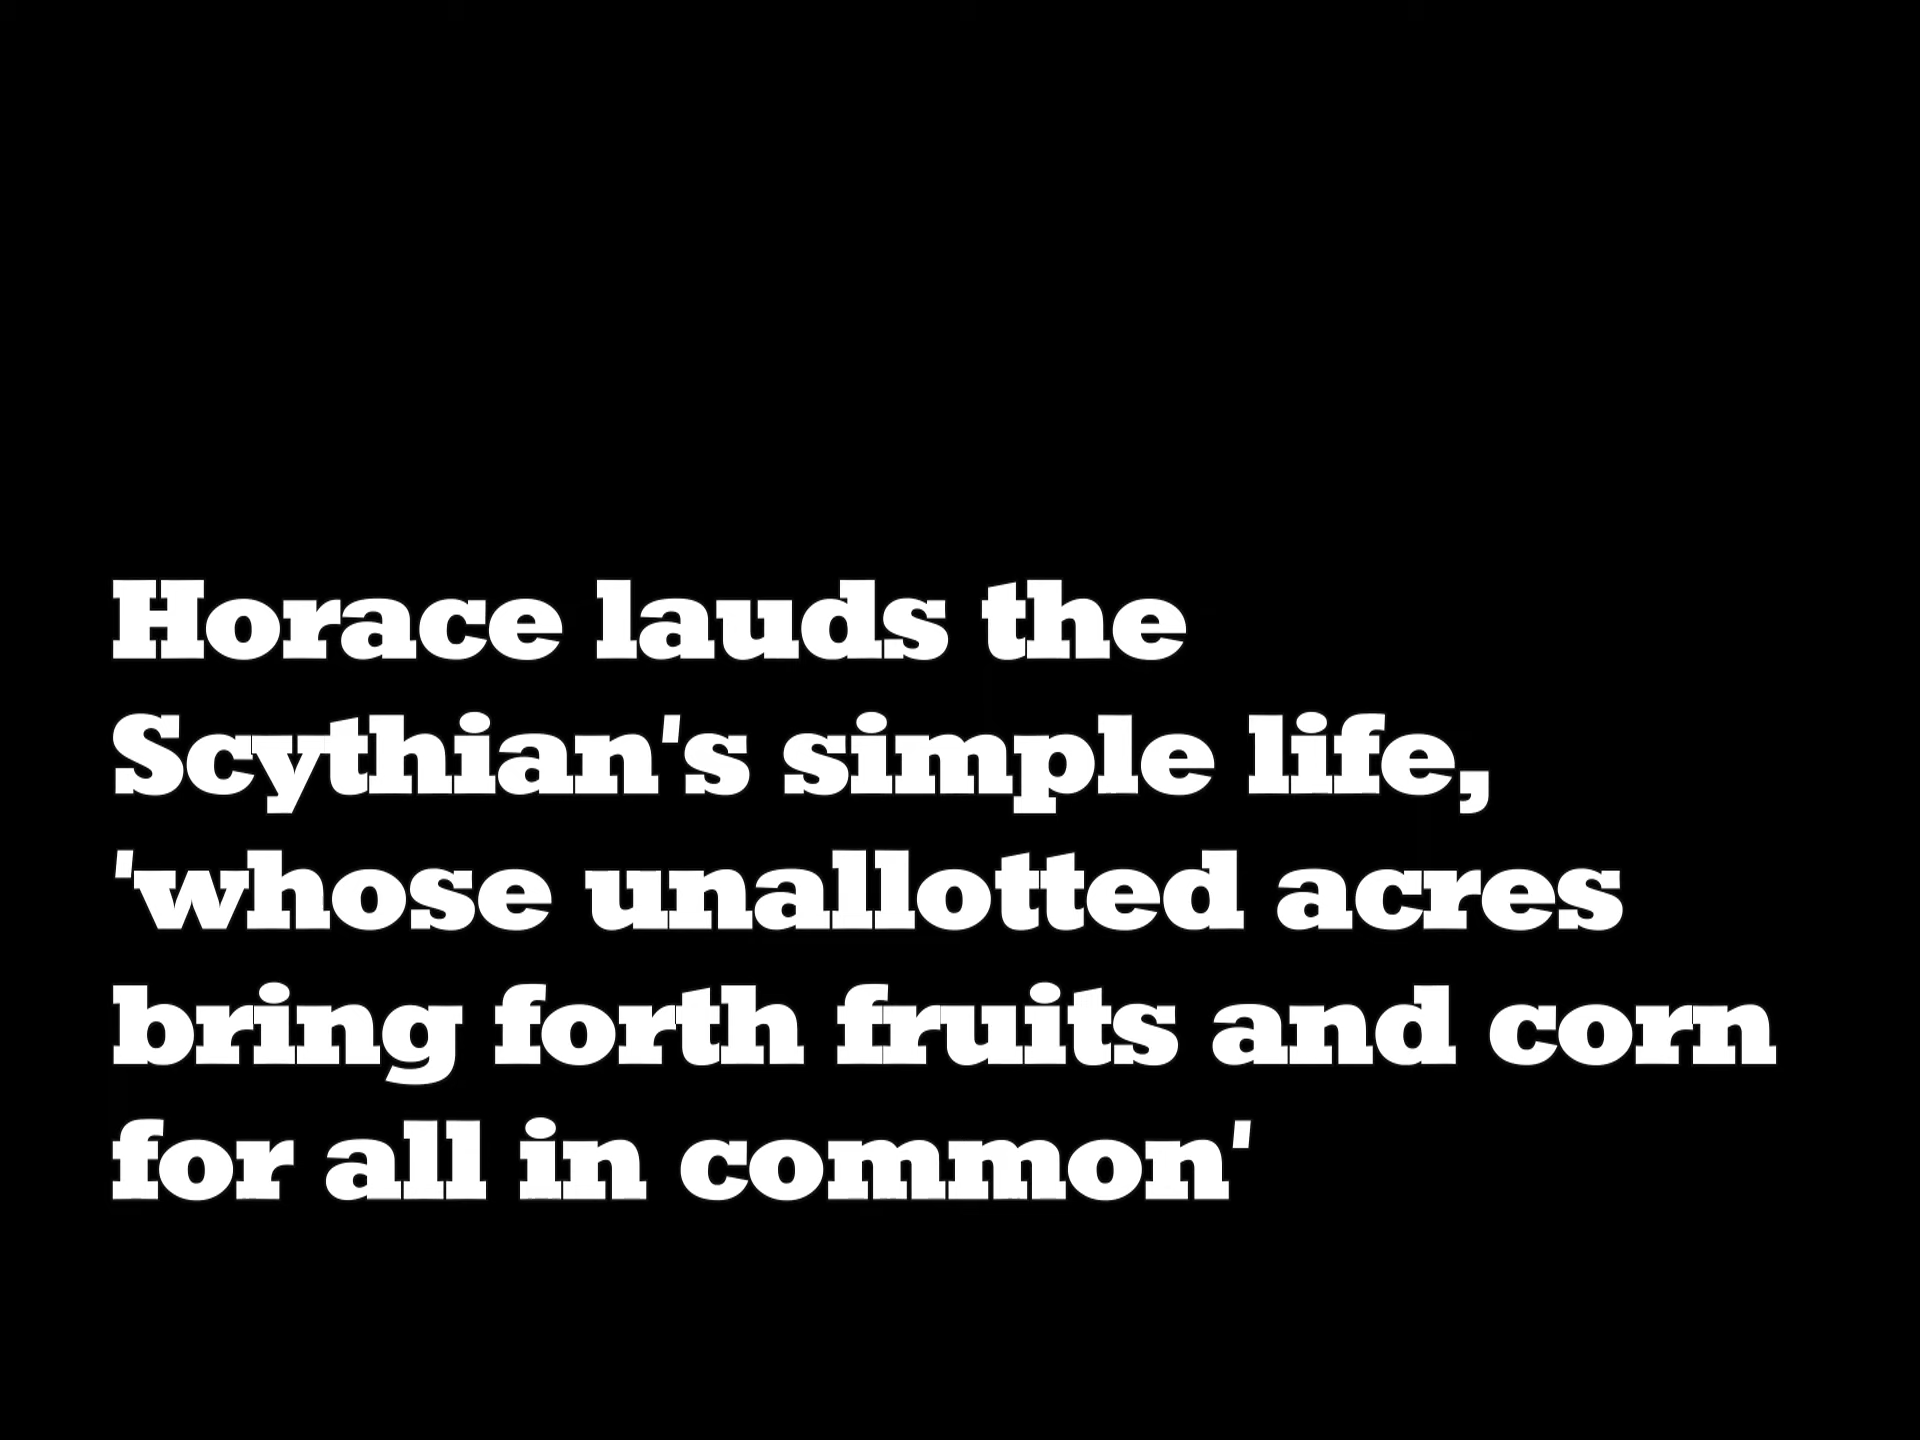 Horace lauds the
Scythian's simple life,
'whose unallotted acres
bring forth fruits and corn
for all in common'